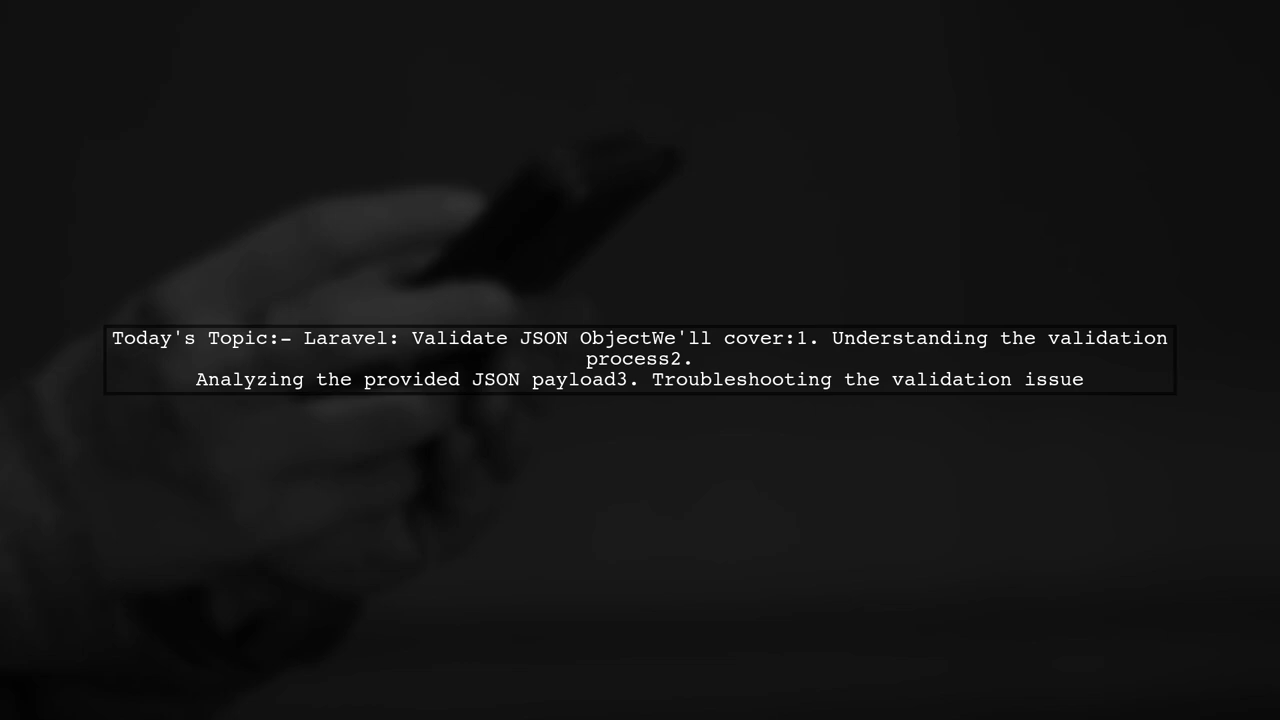 Today's Topic:- Laravel: Validate JSON ObjectWe'll cover:1. Understanding the validation
process2.
Analyzing the provided JSON payload3. Troubleshooting the validation issue